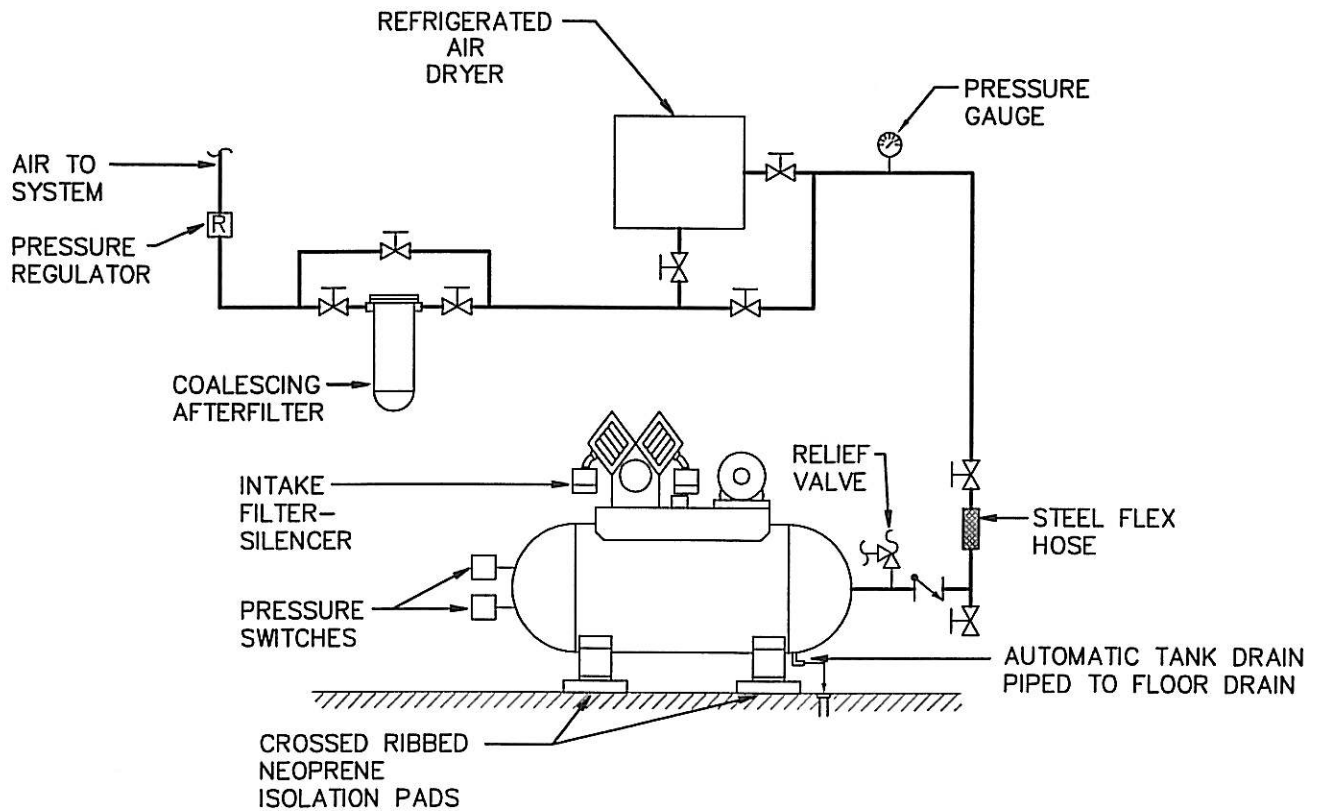 REFRIGERATED
AIR
DRYER
PRESSURE
GAUGE
AIR TO
SYSTEM
R
PRESSURE
REGULATOR
COALESCING
AFTERFILTER
INTAKE
FILTER-
SILENCER
RELIEF
VALVE
STEEL FLEX
HOSE
PRESSURE
SWITCHES
AUTOMATIC TANK DRAIN
PIPED TO FLOOR DRAIN
CROSSED RIBBED
NEOPRENE
ISOLATION PADS